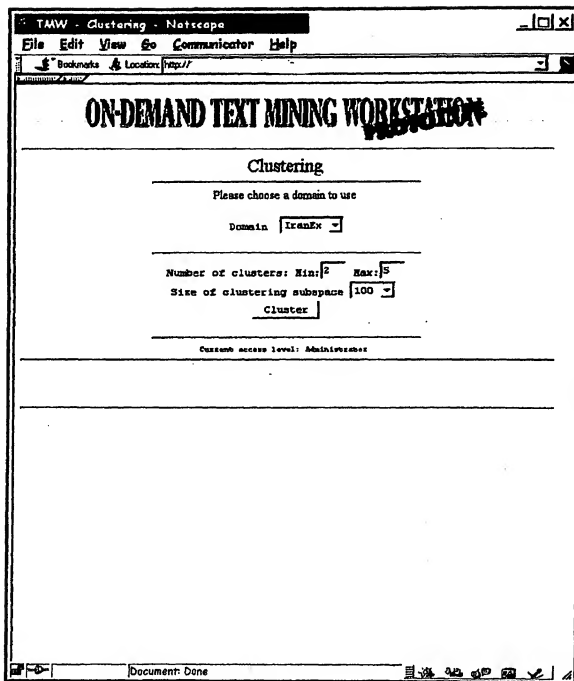 TMW - Clustering - Netscape
File Edit View Go Communicator Help
Bookmarks Location: http://
ON-DEMAND TEXT MINING WORKSTATION
PROTOTYPE
Clustering
Please choose a domain to use
Domain IranEx
Number of clusters: Min: 2 Max: 5
Size of clustering subspace 100
Cluster
Current access level: Administrator
Document: Done